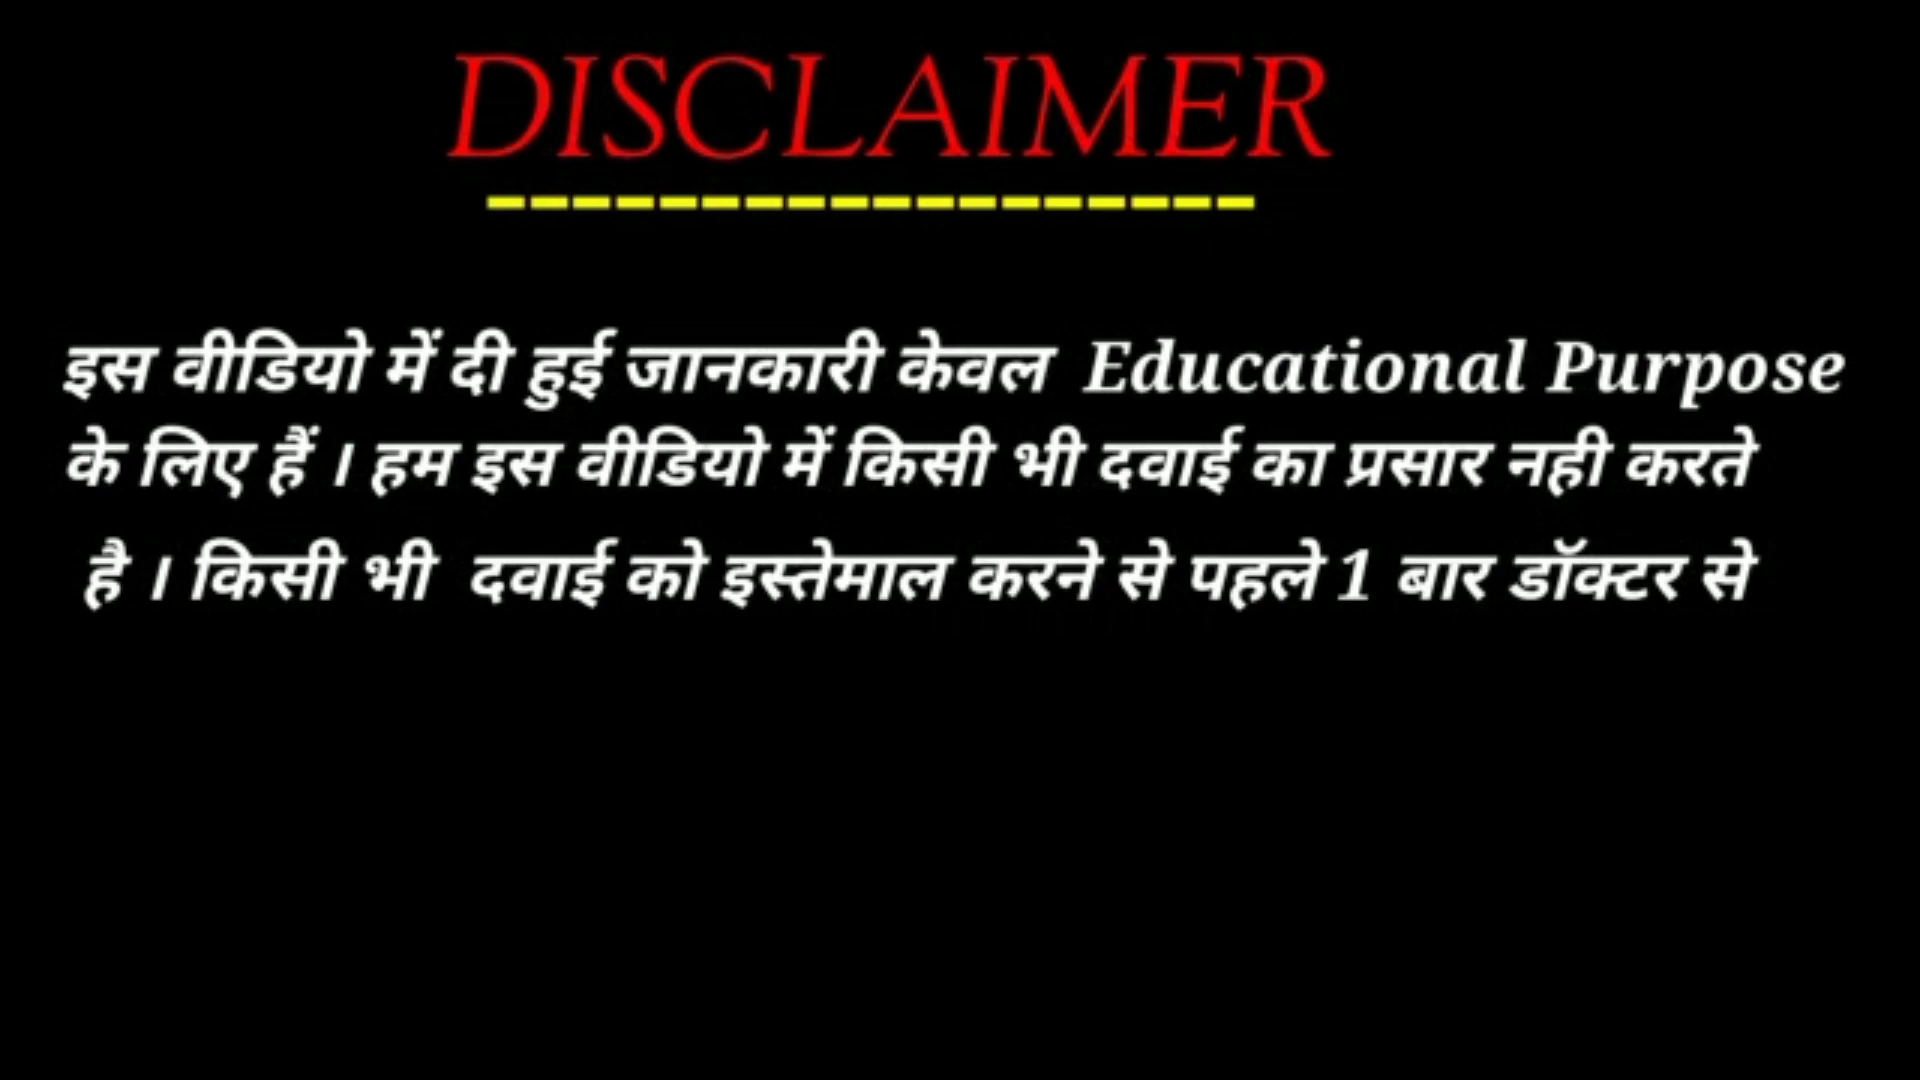 DISCLAIMER
------------------
इस वीडियो में दी हुई जानकारी केवल Educational Purpose
के लिए हैं । हम इस वीडियो में किसी भी दवाई का प्रसार नही करते
है । किसी भी दवाई को इस्तेमाल करने से पहले 1 बार डॉक्टर से